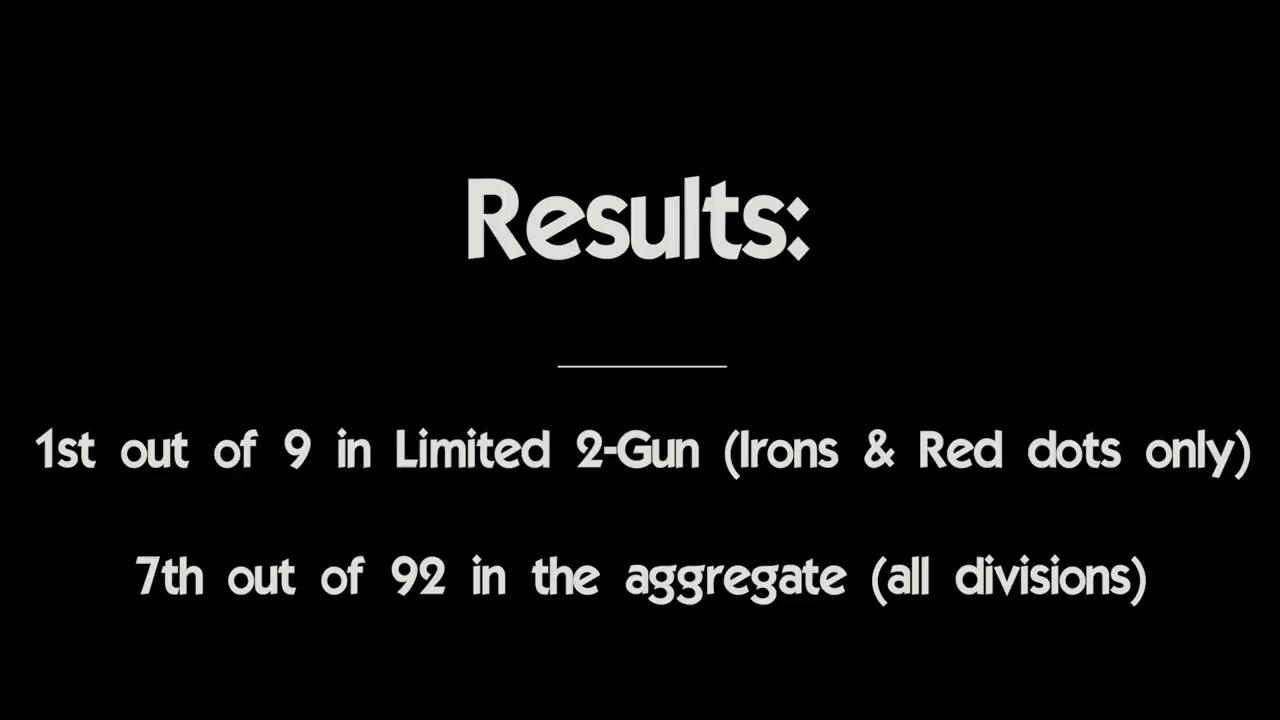 Results:
1st out of 9 in Limited 2-Gun (Irons & Red dots only)
7th out of 92 in the aggregate (all divisions)